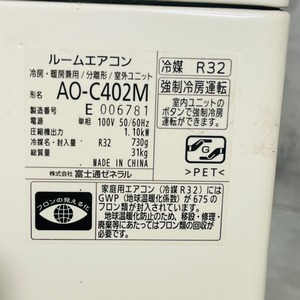 ルームエアコン
冷房・暖房兼用/分離形/室外ユニット
形名 AO-C402M
製造番号 E 006781
電源 単相 100V 50/60Hz
圧縮機出力 1.10kW
冷媒名・封入量 R32 730g
総質量 31kg
MADE IN CHINA
株式会社 富士通ゼネラル
冷媒 R32
強制冷房運転
室内ユニットの
ボタンで強制冷房
運転になります。
>PET<
フロンの見える化
家庭用エアコン(冷媒 R32)には
GWP(地球温暖化係数)が675の
フロン類が封入されています。
地球温暖化防止のため、移設・修理・
廃棄等にあたってはフロン類の回収が
必要です。